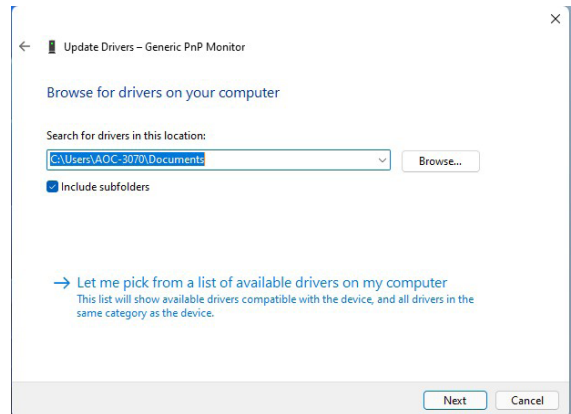 Update Drivers – Generic PnP Monitor
Browse for drivers on your computer
Search for drivers in this location:
C:\Users\AOC-3070\Documents
Browse...
Include subfolders
Let me pick from a list of available drivers on my computer
This list will show available drivers compatible with the device, and all drivers in the
same category as the device.
Next
Cancel